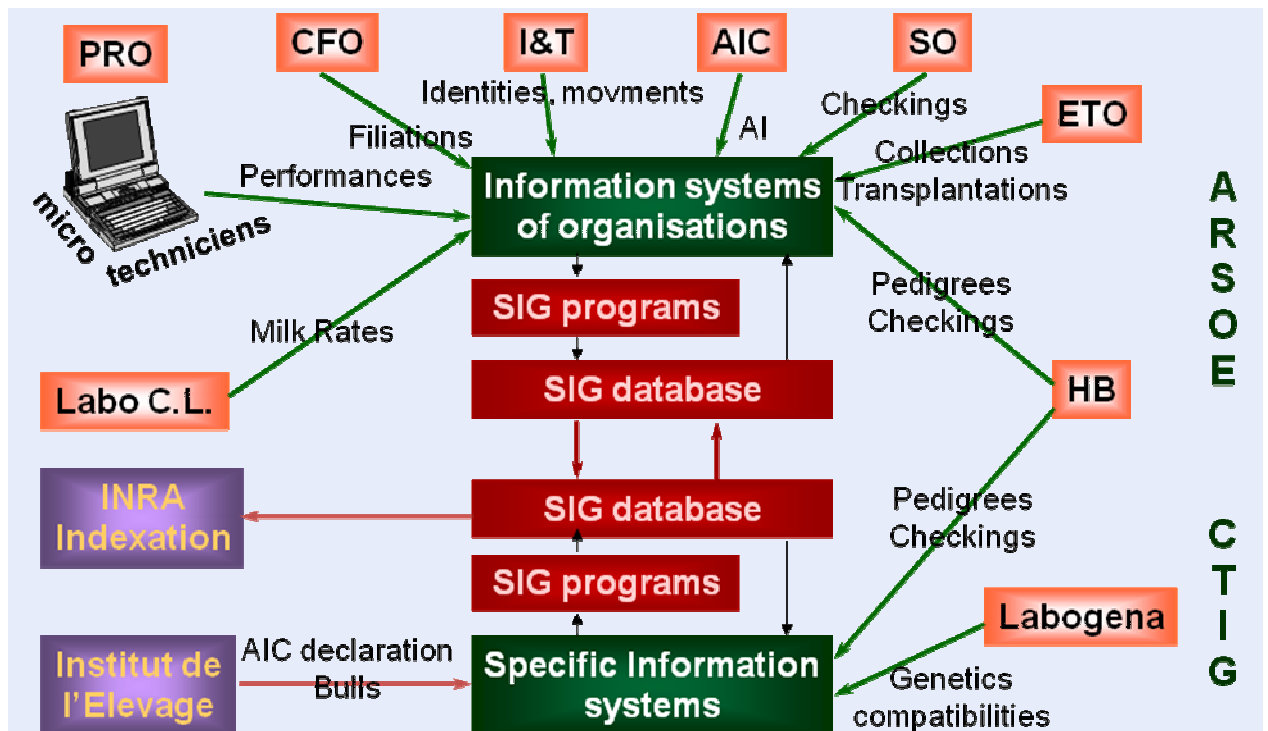 PRO
CFO
I&T
AIC
SO
ETO
Identities, movments
Checkings
Filiations
AI
Collections
Transplantations
Performances
micro
techniciens
Information systems
of organisations
Pedigrees
Checkings
SIG programs
Milk Rates
SIG database
Labo C.L.
HB
ARSOE
INRA
Indexation
SIG database
Pedigrees
Checkings
SIG programs
Labogena
CTIG
Institut de
l'Elevage
AIC declaration
Bulls
Specific Information
systems
Genetics
compatibilities